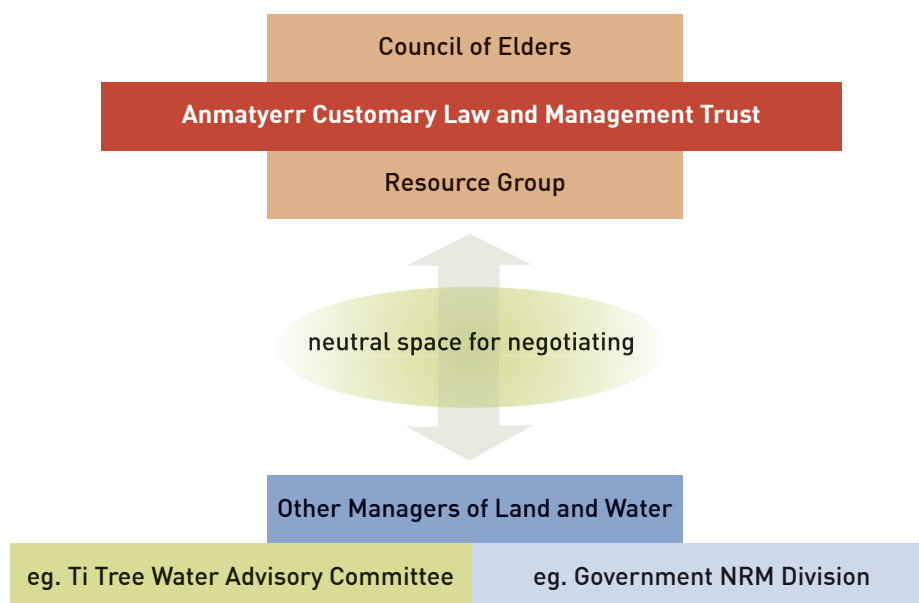 Council of Elders
Anmatyerr Customary Law and Management Trust
Resource Group
neutral space for negotiating
Other Managers of Land and Water
eg. Ti Tree Water Advisory Committee
eg. Government NRM Division